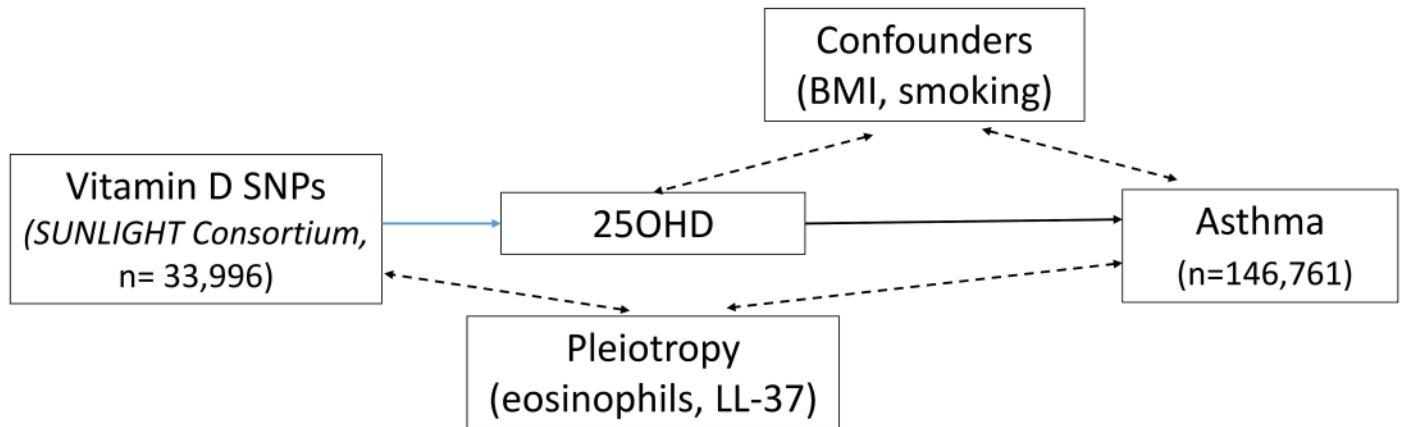 Confounders
(BMI, smoking)
Vitamin D SNPs
(SUNLIGHT Consortium,
n= 33,996)
25OHD
Asthma
(n=146,761)
Pleiotropy
(eosinophils, LL-37)